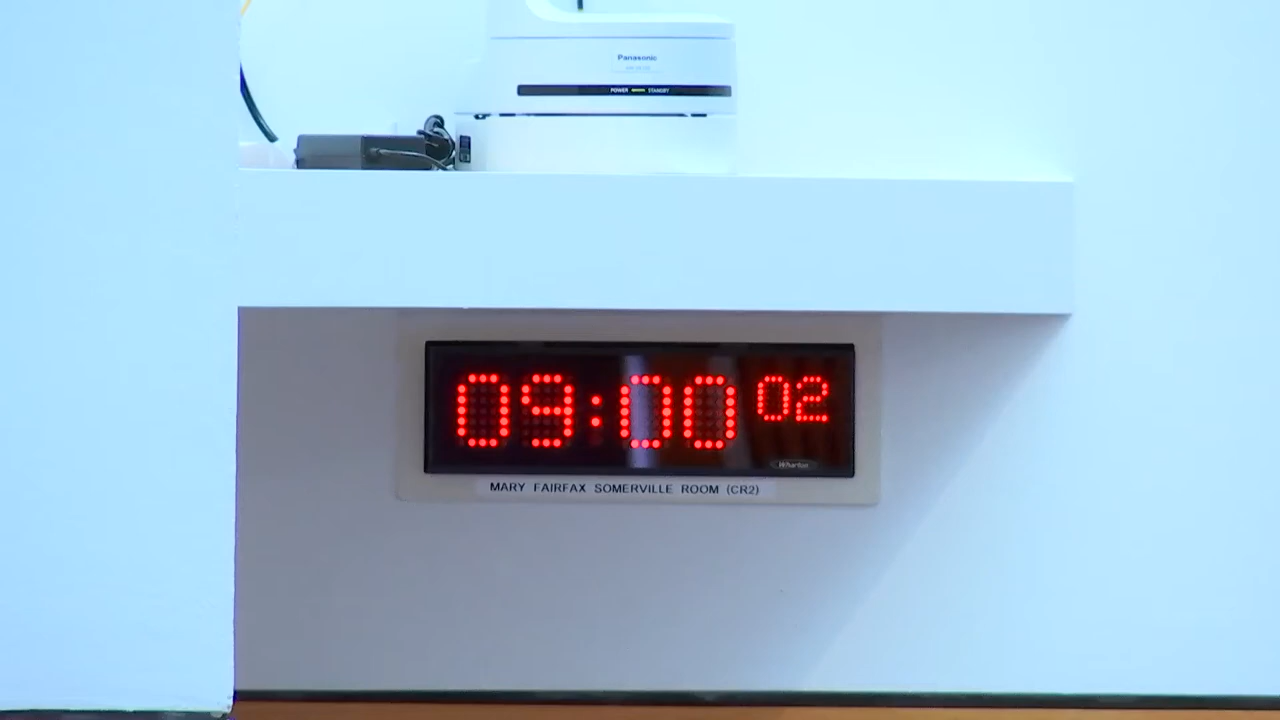 Panasonic
POWER STANDBY
09:00 02
Wharton
MARY FAIRFAX SOMERVILLE ROOM (CR2)